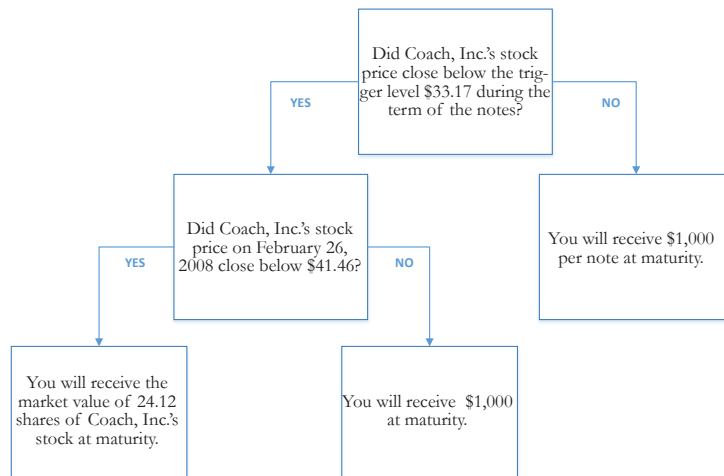 Did Coach, Inc.'s stock
price close below the trig-
ger level $33.17 during the
term of the notes?
YES
NO
Did Coach, Inc.'s stock
price on February 26,
2008 close below $41.46?
You will receive $1,000
per note at maturity.
YES
NO
You will receive the
market value of 24.12
shares of Coach, Inc.'s
stock at maturity.
You will receive $1,000
at maturity.